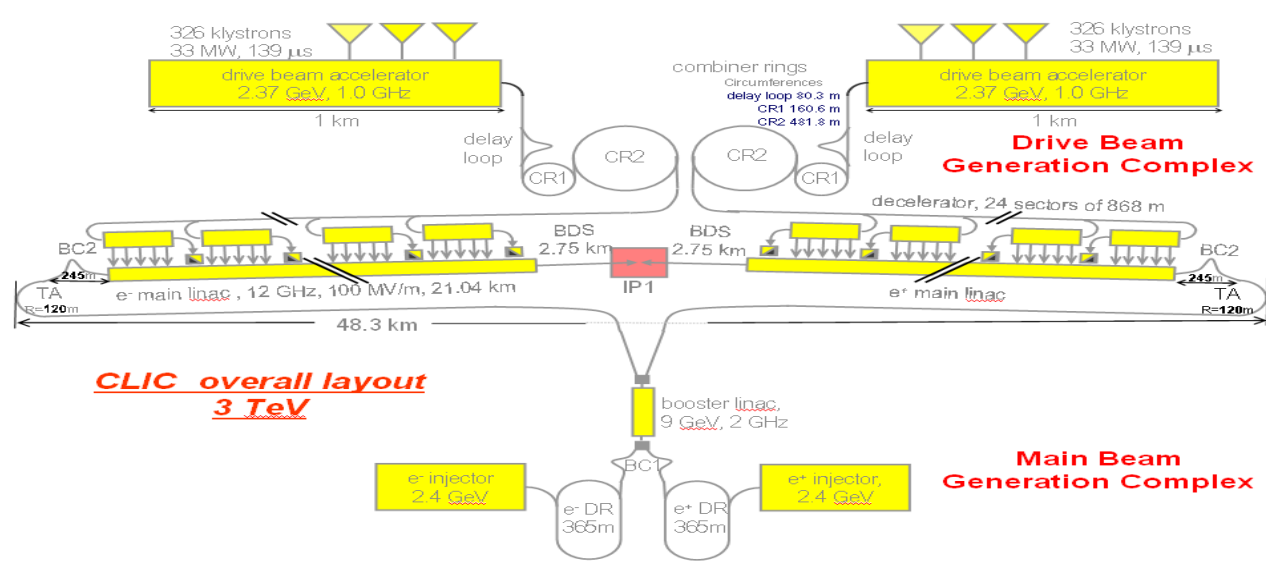 326 klystrons
33 MW, 139 μs
drive beam accelerator
2.37 GeV, 1.0 GHz
1 km
delay
loop
CR1
CR2
combiner rings
Circumferences
delay loop 80.3 m
CR1 160.6 m
CR2 481.8 m
CR2
CR1
delay
loop
326 klystrons
33 MW, 139 μs
drive beam accelerator
2.37 GeV, 1.0 GHz
1 km
Drive Beam
Generation Complex
decelerator, 24 sectors of 868 m
BC2
245m
TA
R=120m
BDS
2.75 km
IP1
BDS
2.75 km
BC2
245m
TA
R=120m
e- main linac , 12 GHz, 100 MV/m, 21.04 km
e+ main linac
48.3 km
CLIC overall layout
3 TeV
booster linac,
9 GeV, 2 GHz
BC1
e- injector
2.4 GeV
e- DR
365m
e+ DR
365m
e+ injector,
2.4 GeV
Main Beam
Generation Complex